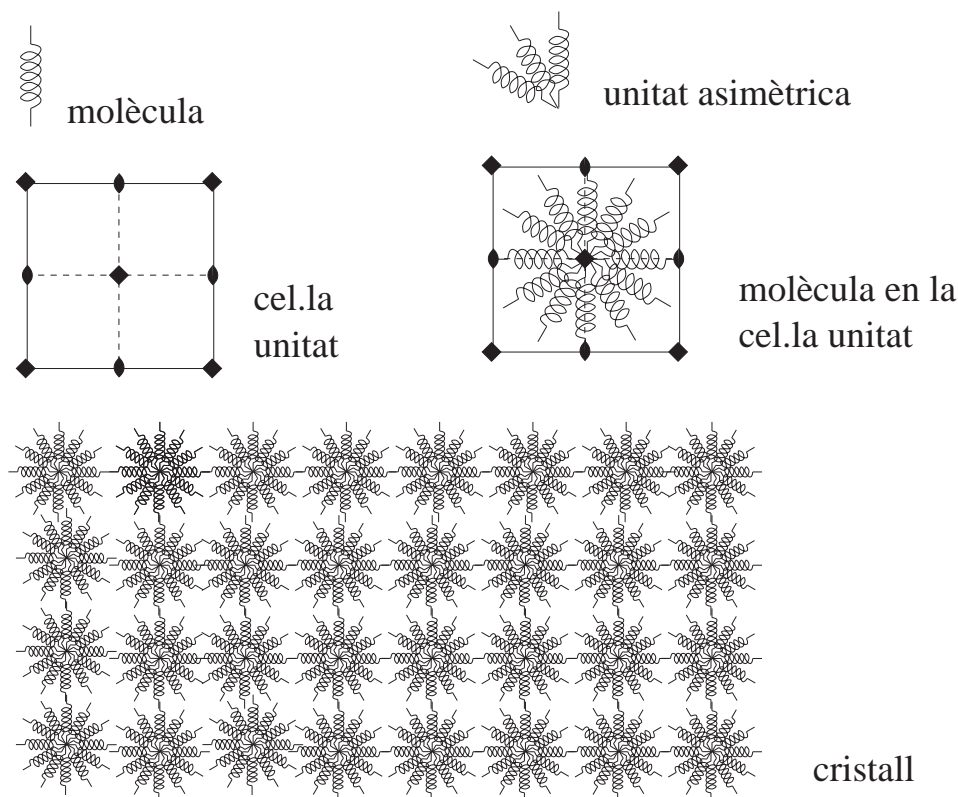 molècula
unitat asimètrica
cel.la
unitat
molècula en la
cel.la unitat
cristall